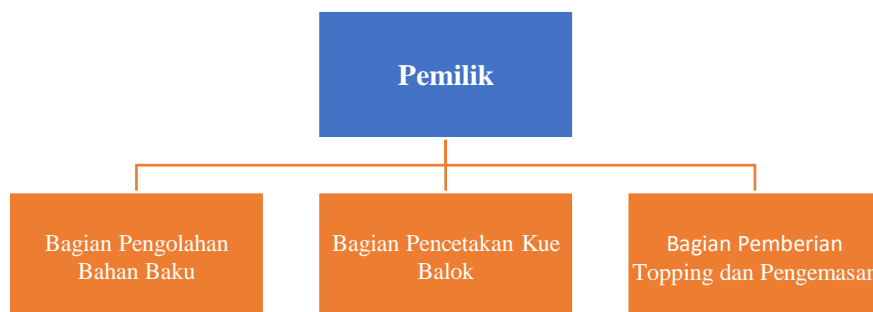 Pemilik
Bagian Pengolahan
Bahan Baku
Bagian Pencetakan Kue
Balok
Bagian Pemberian
Topping dan Pengemasan